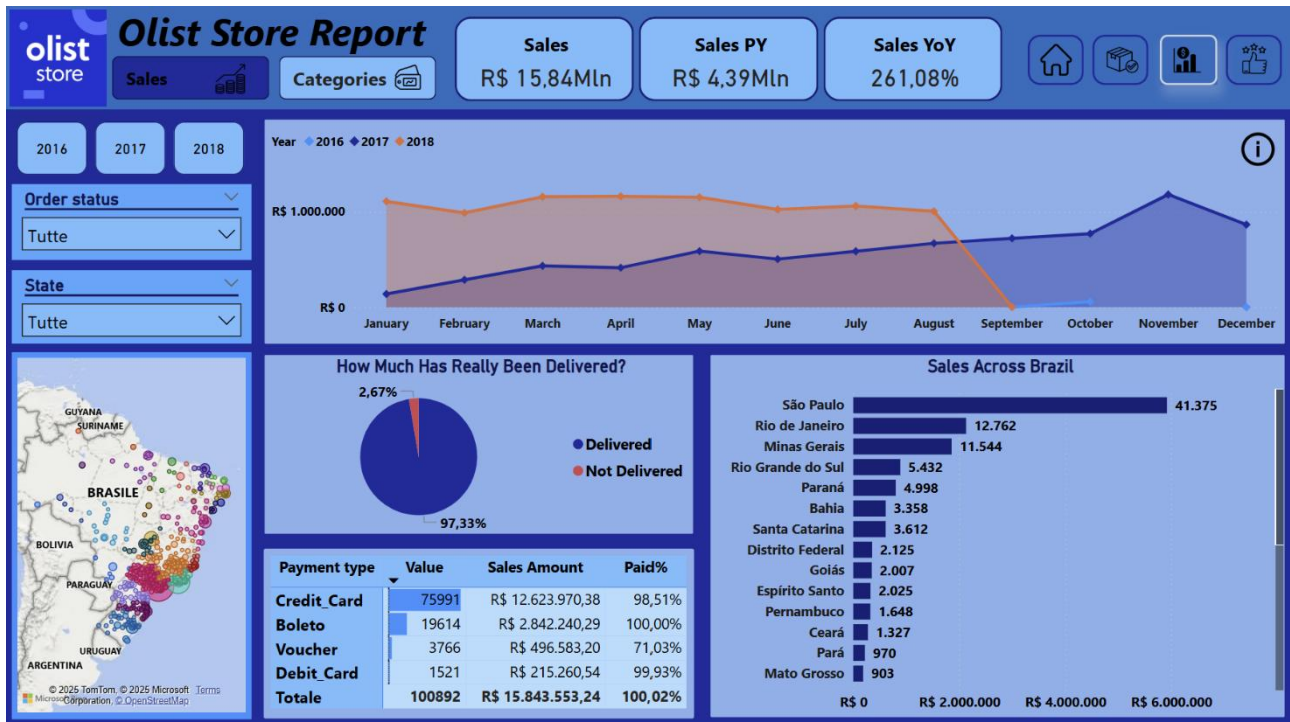 olist
store
Olist Store Report
Sales
Categories
Sales
R$ 15,84Mln
Sales PY
R$ 4,39Mln
Sales YoY
261,08%
2016
2017
2018
Order status
Tutte
State
Tutte
Year 2016 2017 2018
R$ 1.000.000
R$ 0
January February March April May June July August September October November December
GUYANA
SURINAME
BRASILE
BOLIVIA
PARAGUAY
URUGUAY
ARGENTINA
© 2025 TomTom, © 2025 Microsoft Terms
Microsoft Corporation, © OpenStreetMap
How Much Has Really Been Delivered?
2,67%
97,33%
Delivered
Not Delivered
Payment type Value Sales Amount Paid%
Credit_Card 75991 R$ 12.623.970,38 98,51%
Boleto 19614 R$ 2.842.240,29 100,00%
Voucher 3766 R$ 496.583,20 71,03%
Debit_Card 1521 R$ 215.260,54 99,93%
Totale 100892 R$ 15.843.553,24 100,02%
Sales Across Brazil
São Paulo 41.375
Rio de Janeiro 12.762
Minas Gerais 11.544
Rio Grande do Sul 5.432
Paraná 4.998
Bahia 3.358
Santa Catarina 3.612
Distrito Federal 2.125
Goiás 2.007
Espírito Santo 2.025
Pernambuco 1.648
Ceará 1.327
Pará 970
Mato Grosso 903
R$ 0 R$ 2.000.000 R$ 4.000.000 R$ 6.000.000